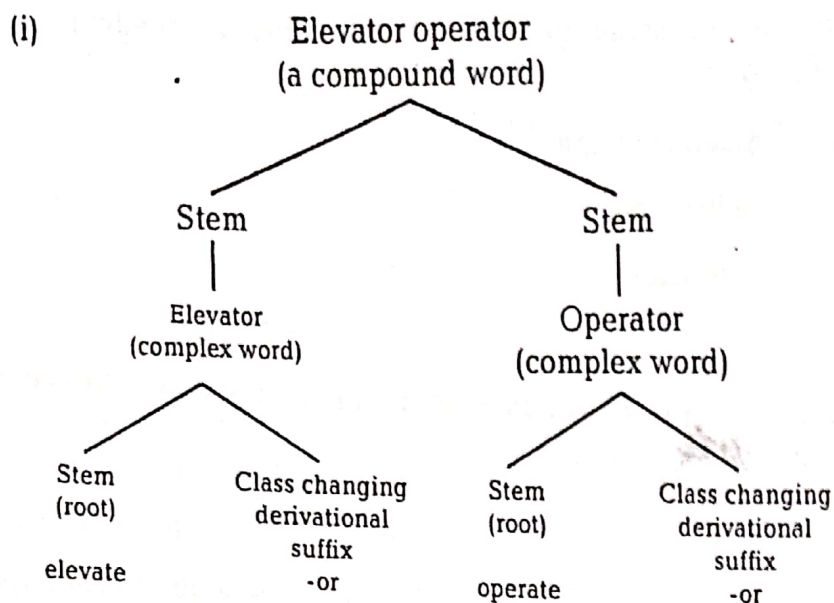 (i)
Elevator operator
(a compound word)
Stem
Stem
Elevator
(complex word)
Operator
(complex word)
Stem
(root)
elevate
Class changing
derivational
suffix
-or
Stem
(root)
operate
Class changing
derivational
suffix
-or